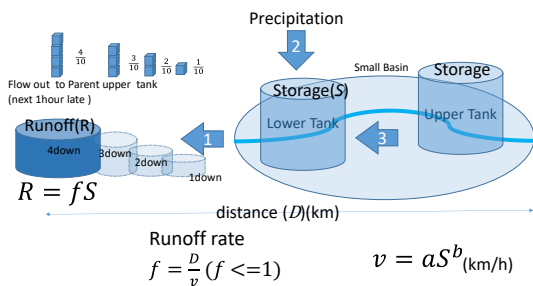 Precipitation
2
4/10
3/10
2/10
1/10
Flow out to Parent upper tank
(next 1hour late )
Small Basin
Storage
Storage(S)
Lower Tank
Upper Tank
Runoff(R)
1
3
4down
3down
2down
1down
R = fS
distance (D)(km)
Runoff rate
f = D/v (f <=1)
v = aS^b (km/h)